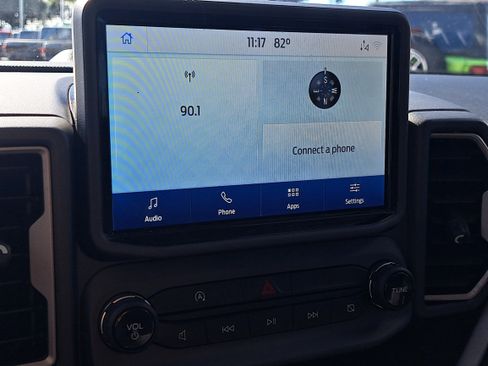 11:17 82°
90.1
S
W
N
Connect a phone
Audio
Phone
Apps
Settings
VOL
TUNE